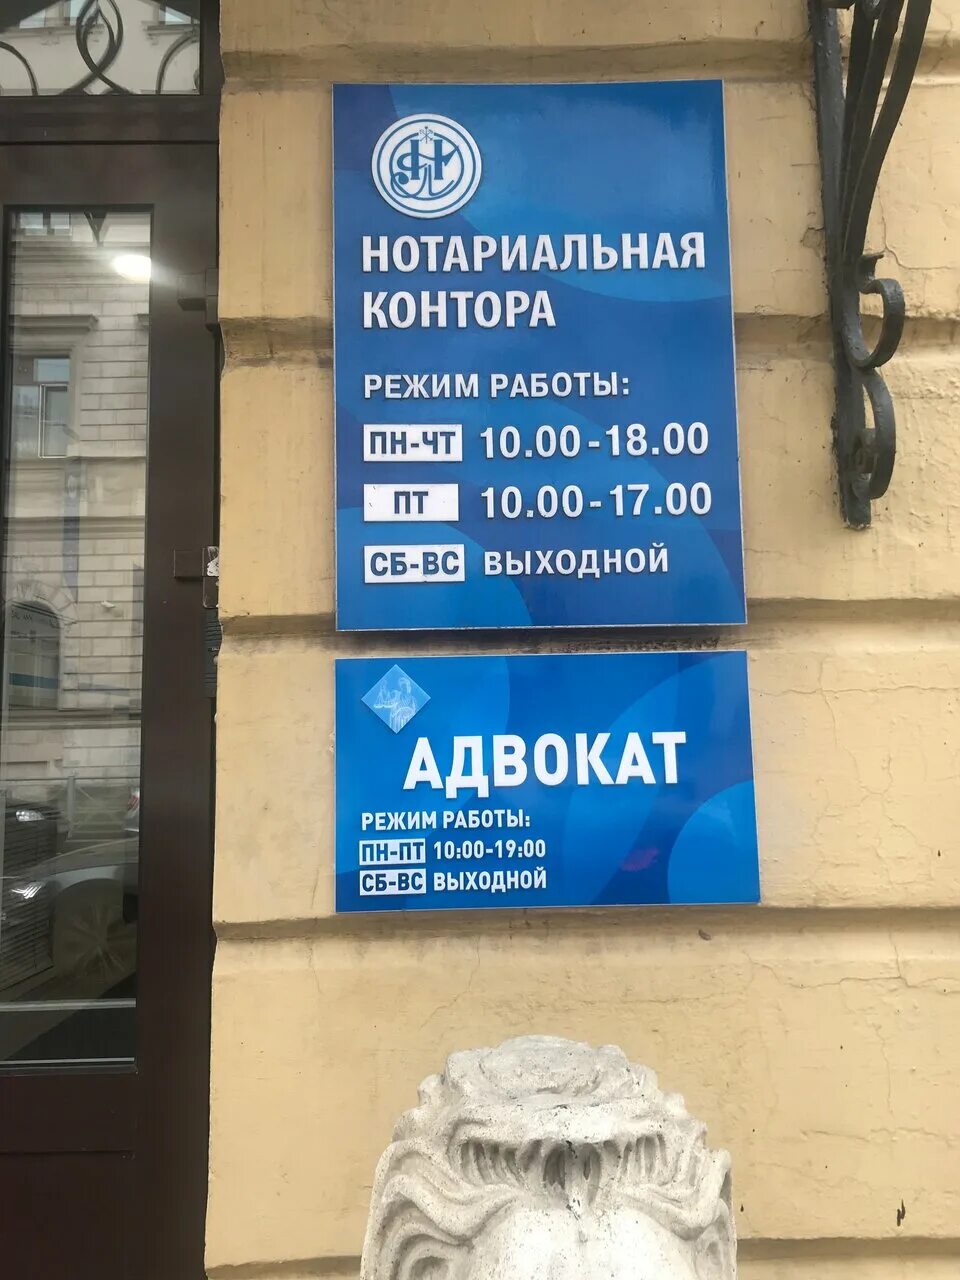 НОТАРИАЛЬНАЯ
КОНТОРА
РЕЖИМ РАБОТЫ:
ПН-ЧТ 10.00-18.00
ПТ 10.00-17.00
СБ-ВС ВЫХОДНОЙ
АДВОКАТ
РЕЖИМ РАБОТЫ:
ПН-ПТ 10:00-19:00
СБ-ВС ВЫХОДНОЙ